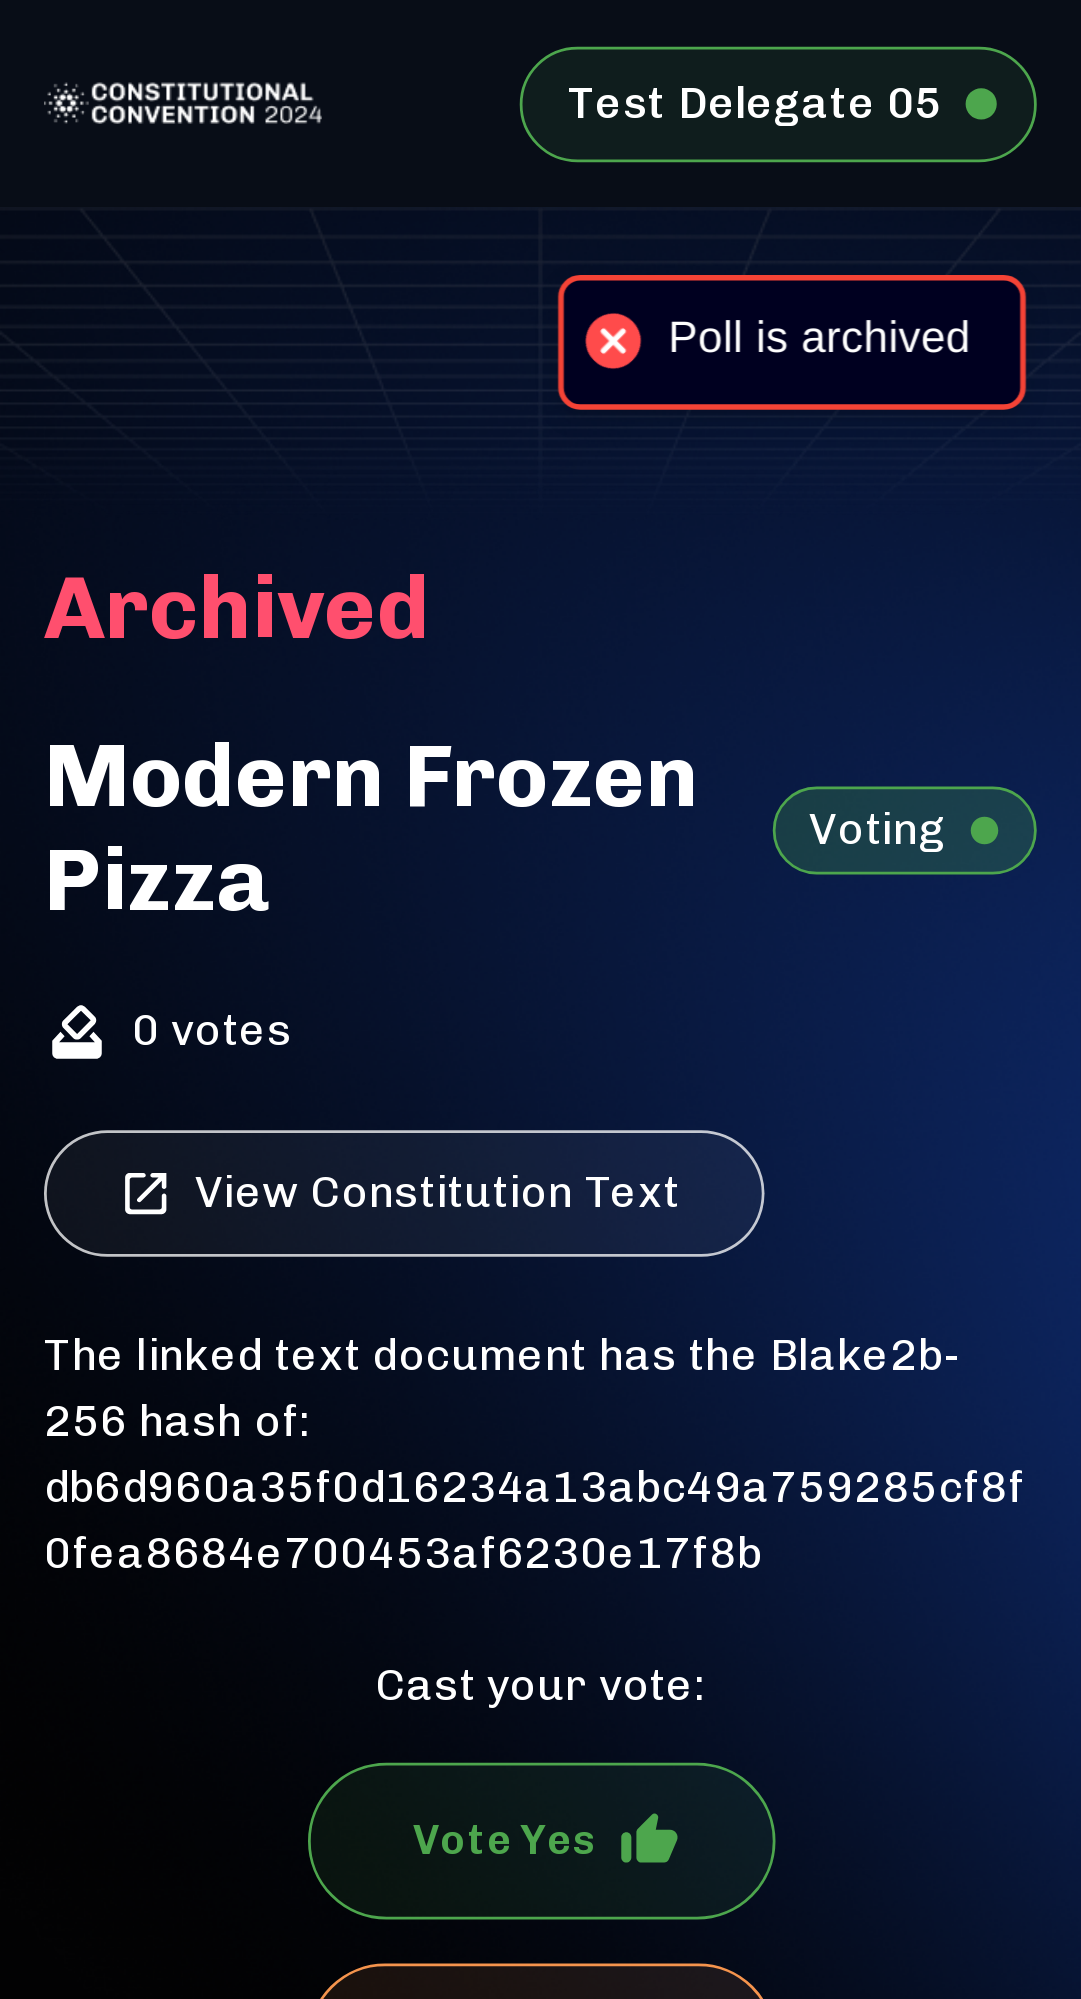 CONSTITUTIONAL
CONVENTION 2024
Test Delegate 05
Poll is archived
Archived
Modern Frozen
Pizza
Voting
0 votes
View Constitution Text
The linked text document has the Blake2b-
256 hash of:
db6d960a35f0d16234a13abc49a759285cf8f
0fea8684e700453af6230e17f8b
Cast your vote:
Vote Yes